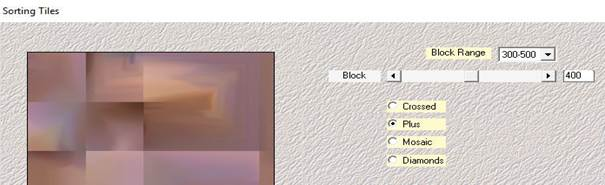 Sorting Tiles
Block Range 300-500
Block 400
Crossed
Plus
Mosaic
Diamonds